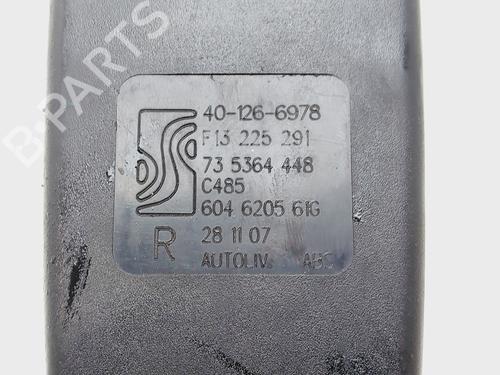 B-PARTS
40-126-6978
F13 225 291
73 5364 448
C485
604 6205 61G
R 28 11 07
AUTOLIV.